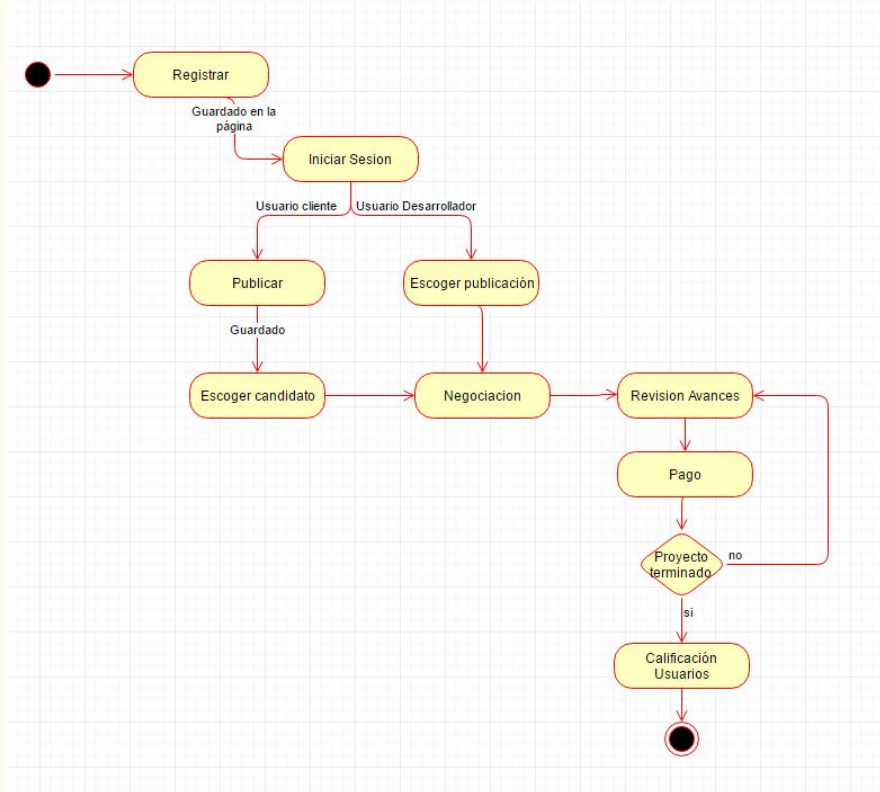 Registrar
Guardado en la
página
Iniciar Sesion
Usuario cliente
Usuario Desarrollador
Publicar
Escoger publicación
Guardado
Escoger candidato
Negociacion
Revision Avances
Pago
Proyecto
terminado
no
si
Calificación
Usuarios